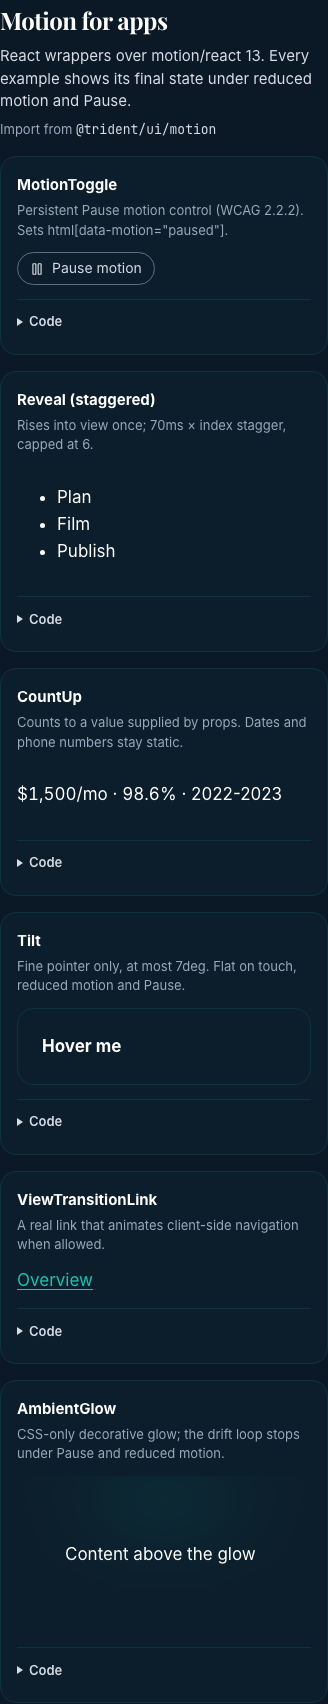 Motion for apps
React wrappers over motion/react 13. Every
example shows its final state under reduced
motion and Pause.
Import from @trident/ui/motion
MotionToggle
Persistent Pause motion control (WCAG 2.2.2).
Sets html[data-motion="paused"].
Pause motion
Code
Reveal (staggered)
Rises into view once; 70ms × index stagger,
capped at 6.
• Plan
• Film
• Publish
Code
CountUp
Counts to a value supplied by props. Dates and
phone numbers stay static.
$1,500/mo · 98.6% · 2022-2023
Code
Tilt
Fine pointer only, at most 7deg. Flat on touch,
reduced motion and Pause.
Hover me
Code
ViewTransitionLink
A real link that animates client-side navigation
when allowed.
Overview
Code
AmbientGlow
CSS-only decorative glow; the drift loop stops
under Pause and reduced motion.
Content above the glow
Code